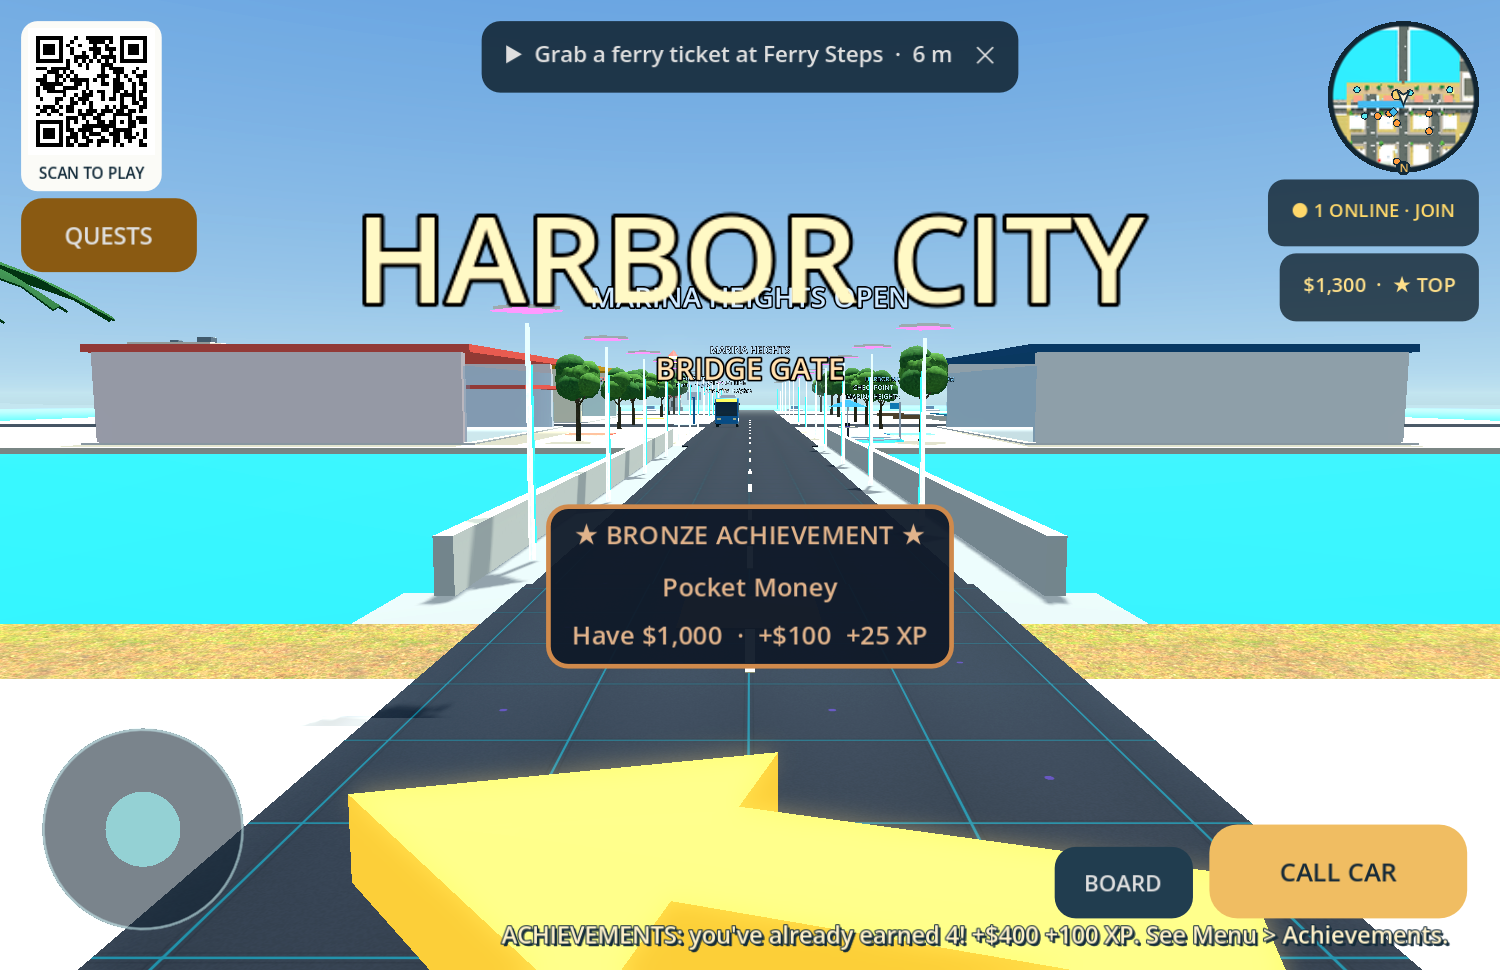 ▶ Grab a ferry ticket at Ferry Steps · 6 m ×
SCAN TO PLAY
QUESTS
N
1 ONLINE · JOIN
$1,300 · ★ TOP
HARBOR CITY
MARINA HEIGHTS OPEN
MARINA HEIGHTS
BRIDGE GATE
★ BRONZE ACHIEVEMENT ★
Pocket Money
Have $1,000 · +$100 +25 XP
BOARD
CALL CAR
ACHIEVEMENTS: you've already earned 4! +$400 +100 XP. See Menu > Achievements.